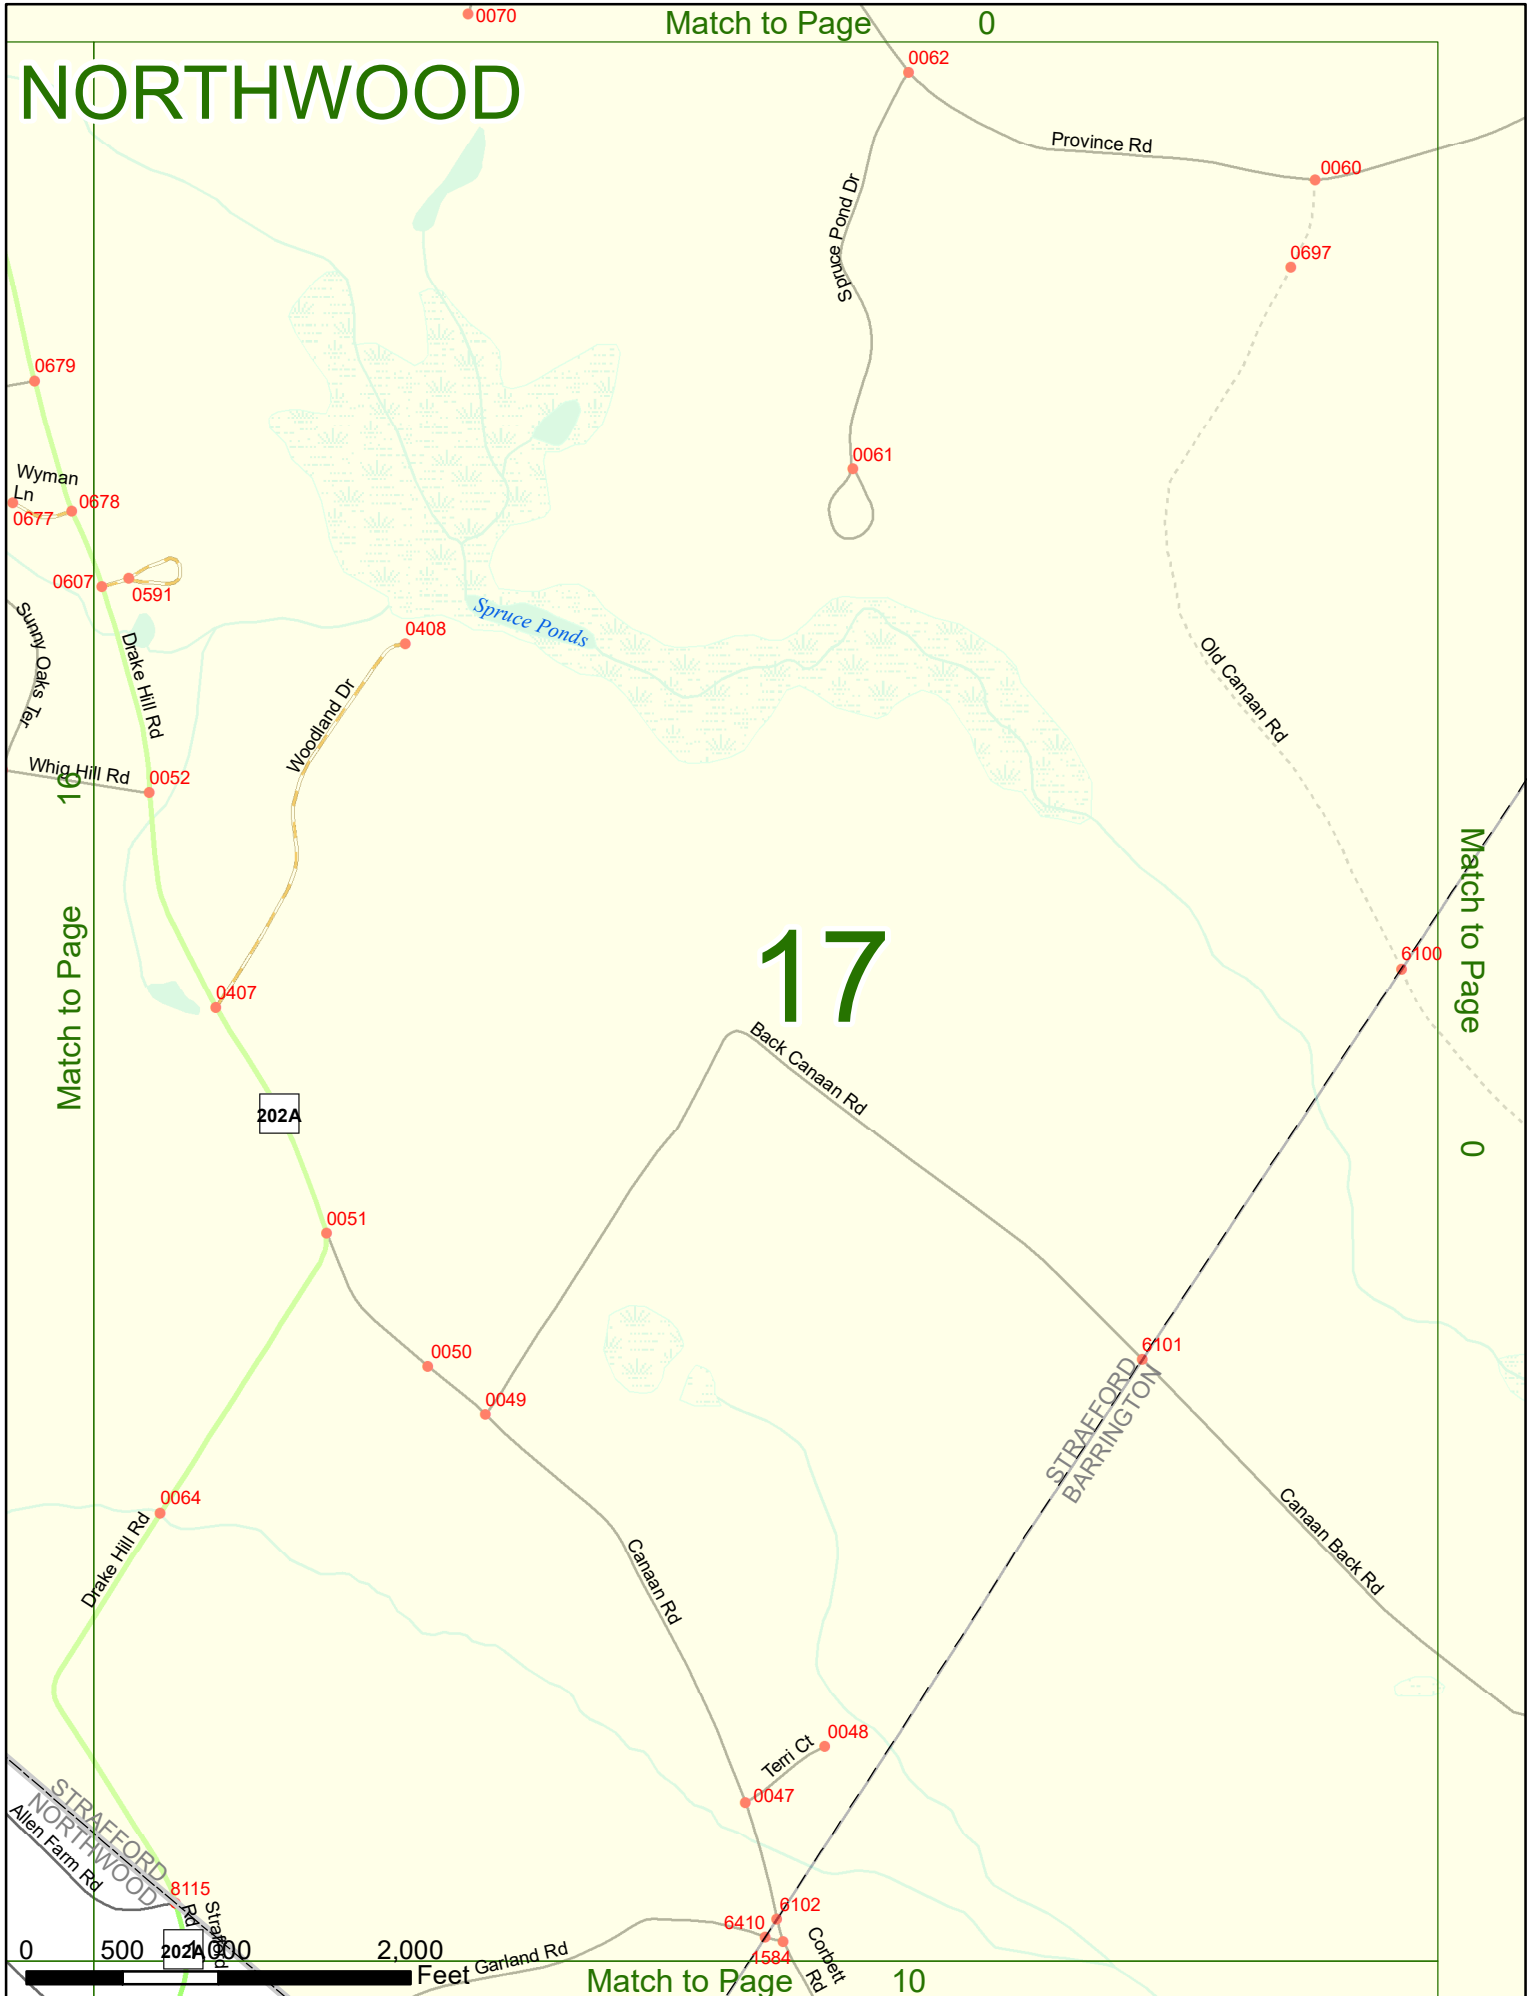 0070
Match to Page 0
NORTHWOOD
0062
Province Rd
0060
Spruce Pond Dr
0697
0679
0061
Wyman
Ln
0677
0678
0607
0591
Spruce Ponds
0408
Sunny Oaks Ter
Drake Hill Rd
Old Canaan Rd
Woodland Dr
Whig Hill Rd
0052
Match to Page 16
Match to Page 0
17
6100
0407
Back Canaan Rd
202A
0051
0050
0049
6101
STRAFFORD
BARRINGTON
0064
Drake Hill Rd
Canaan Rd
Canaan Back Rd
0048
Terri Ct
0047
STRAFFORD
NORTHWOOD
Allen Farm Rd
8115
Strafford
Rd
6102
6410
1584
Corbett
Rd
Garland Rd
202A
0 500 1,000 2,000
Feet
Match to Page 10